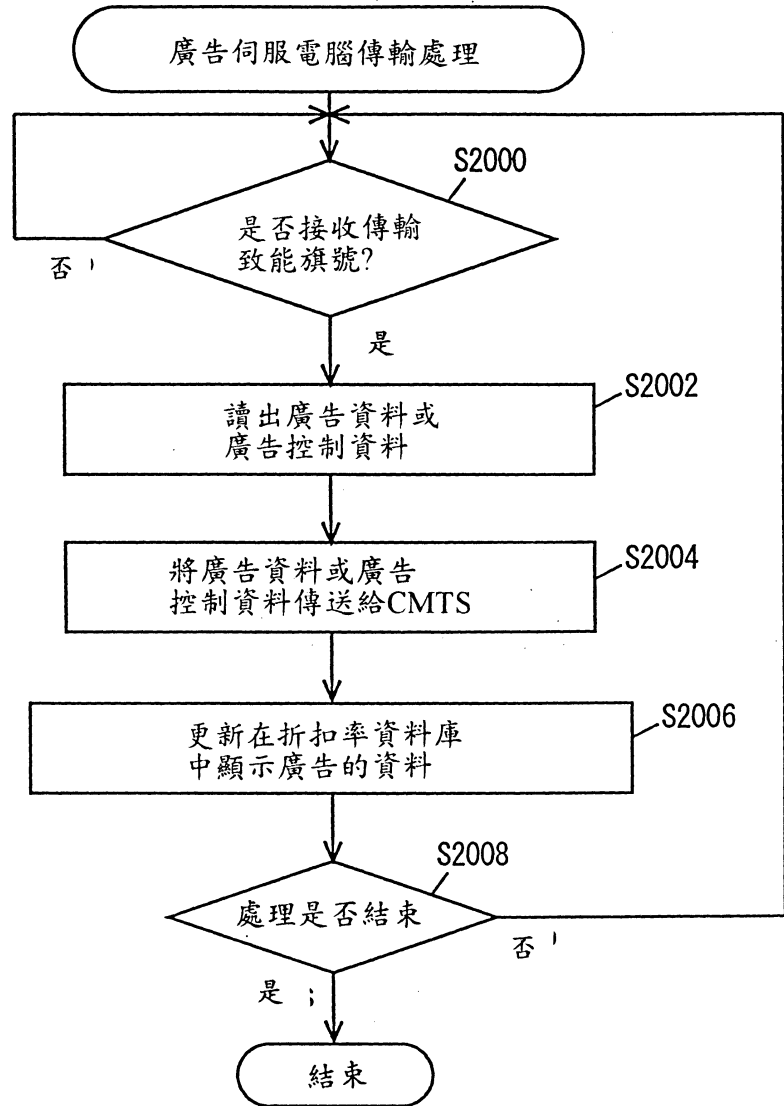 廣告伺服電腦傳輸處理
S2000
是否接收傳輸
致能旗號?
否
是
S2002
讀出廣告資料或
廣告控制資料
S2004
將廣告資料或廣告
控制資料傳送給CMTS
S2006
更新在折扣率資料庫
中顯示廣告的資料
S2008
處理是否結束
否
是
結束